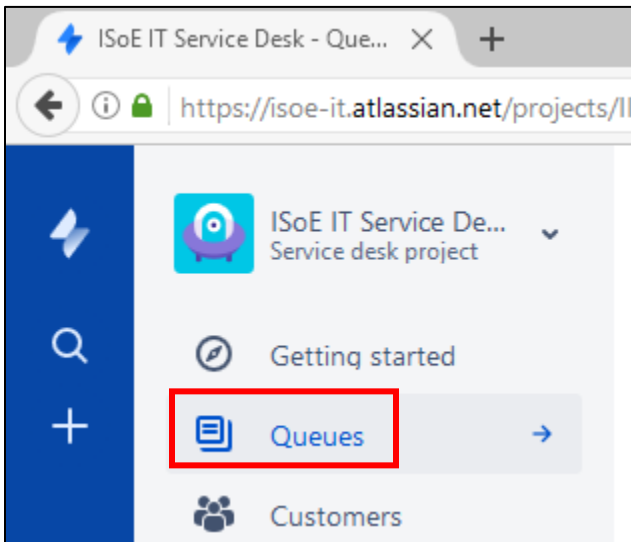 ISoE IT Service Desk - Que...
https://isoe-it.atlassian.net/projects/
ISoE IT Service De...
Service desk project
Getting started
Queues
Customers